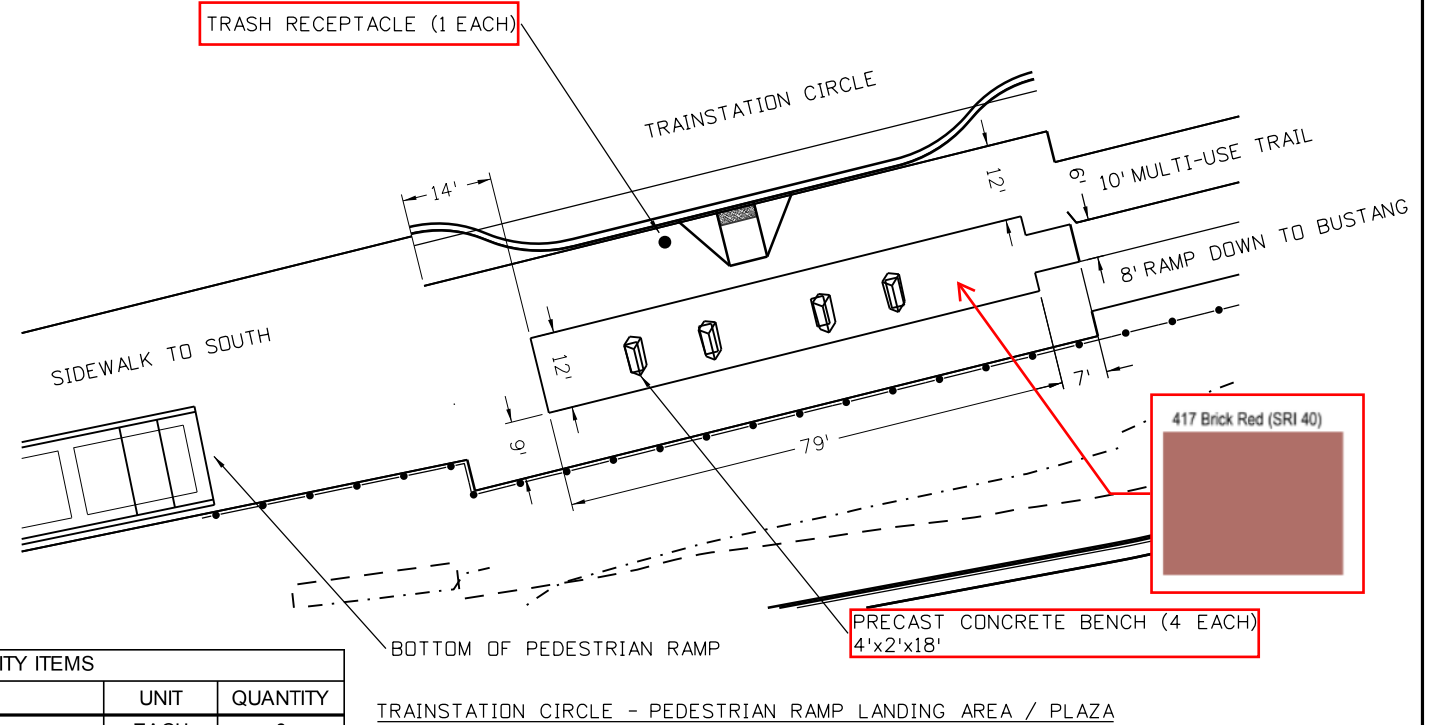 TRASH RECEPTACLE (1 EACH)
TRAINSTATION CIRCLE
14'
12'
6'
10' MULTI-USE TRAIL
8' RAMP DOWN TO BUSTANG
SIDEWALK TO SOUTH
12'
9'
7'
79'
417 Brick Red (SRI 40)
PRECAST CONCRETE BENCH (4 EACH)
4'x2'x18'
BOTTOM OF PEDESTRIAN RAMP
ITY ITEMS
UNIT QUANTITY
TRAINSTATION CIRCLE - PEDESTRIAN RAMP LANDING AREA / PLAZA